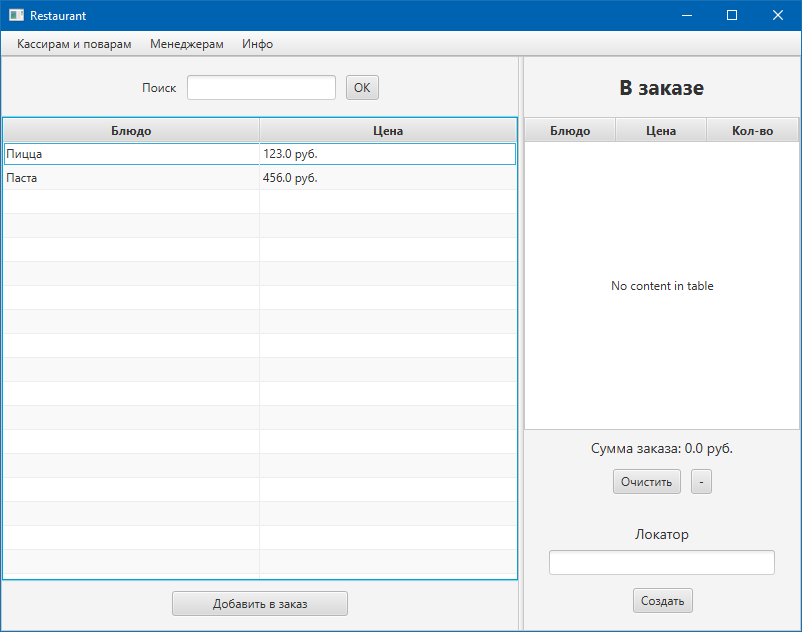 Restaurant
Кассирам и поварам Менеджерам Инфо
Поиск OK
Блюдо Цена
Пицца 123.0 руб.
Паста 456.0 руб.
Добавить в заказ
В заказе
Блюдо Цена Кол-во
No content in table
Сумма заказа: 0.0 руб.
Очистить -
Локатор
Создать